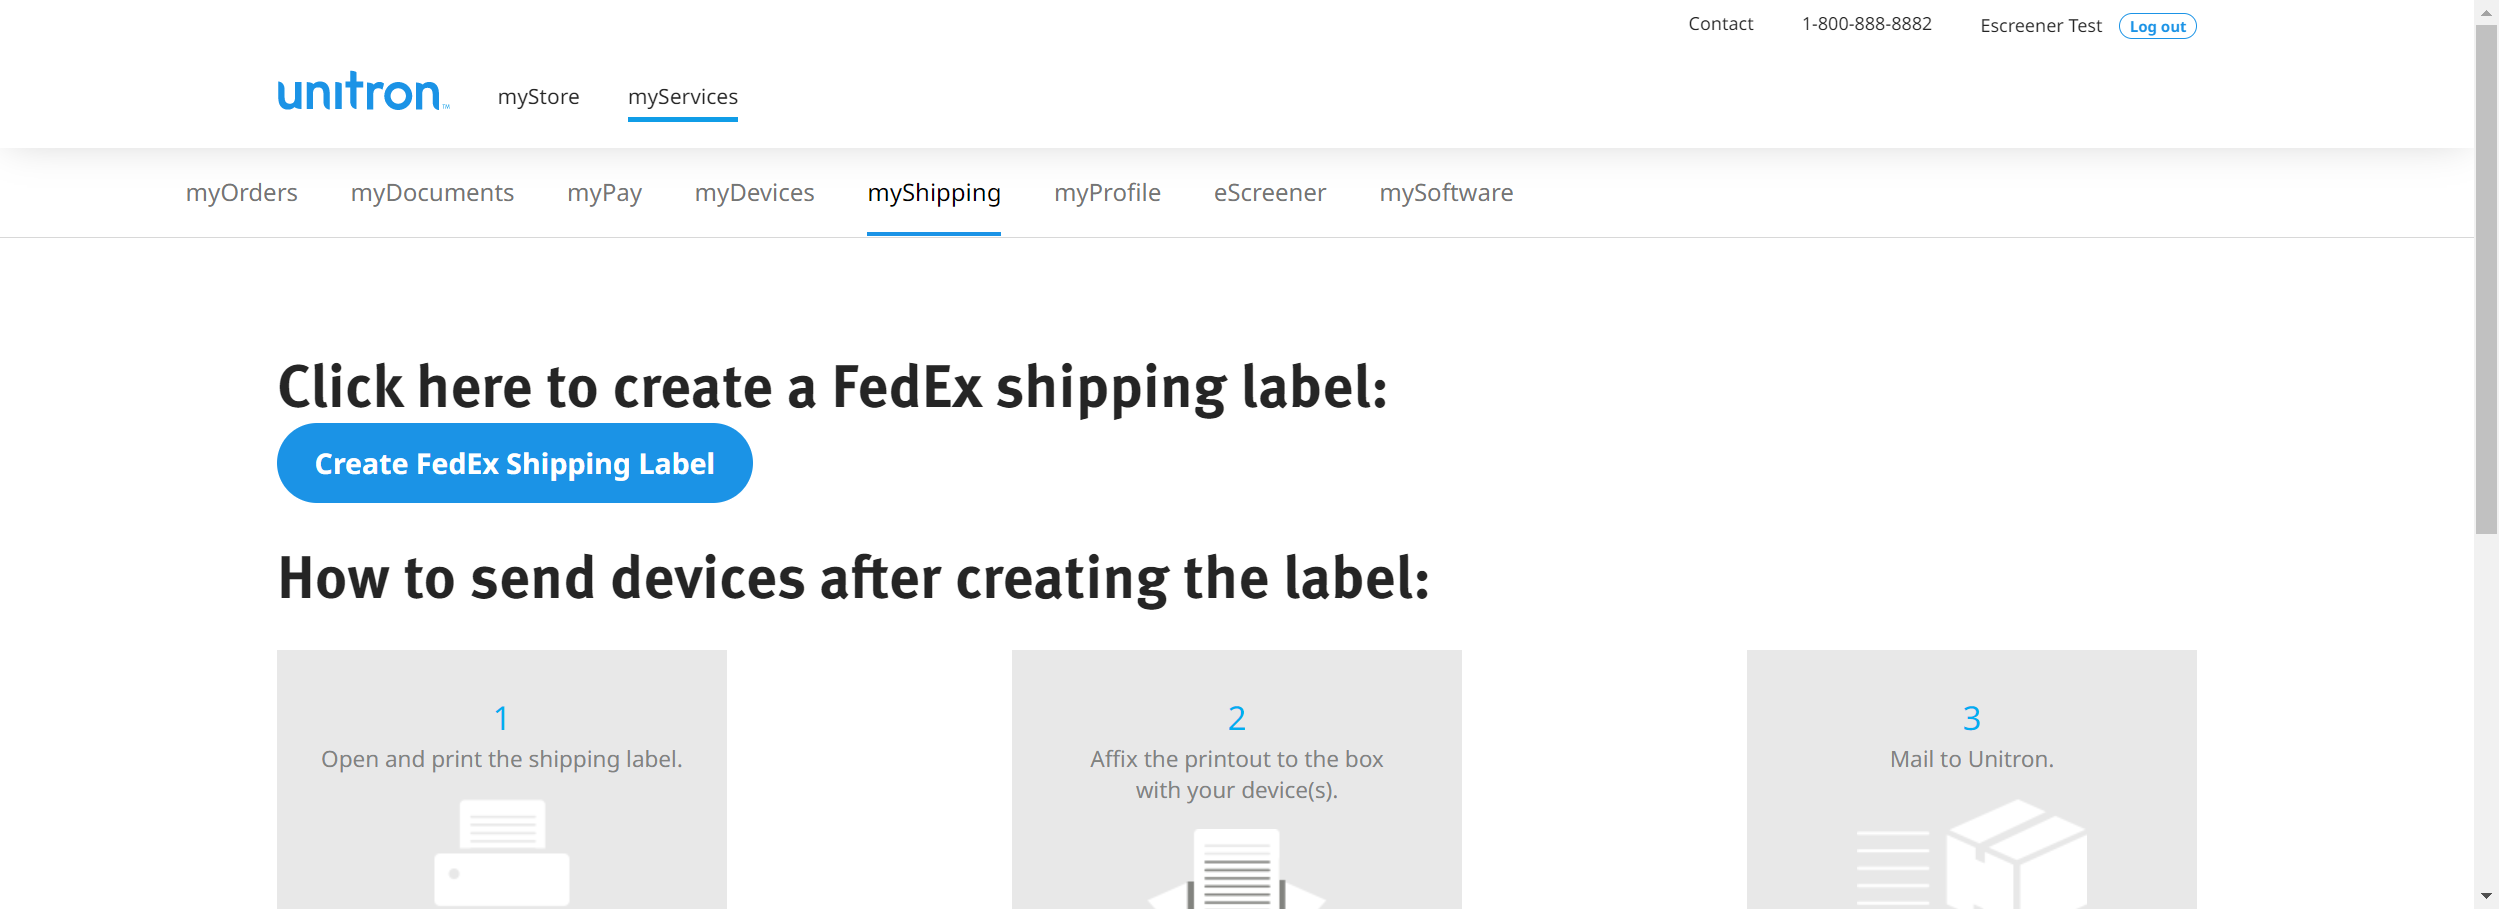 Contact 1-800-888-8882 Escreener Test Log out
unitron™ myStore myServices
myOrders myDocuments myPay myDevices myShipping myProfile eScreener mySoftware
Click here to create a FedEx shipping label:
Create FedEx Shipping Label
How to send devices after creating the label:
1
Open and print the shipping label.
2
Affix the printout to the box
with your device(s).
3
Mail to Unitron.